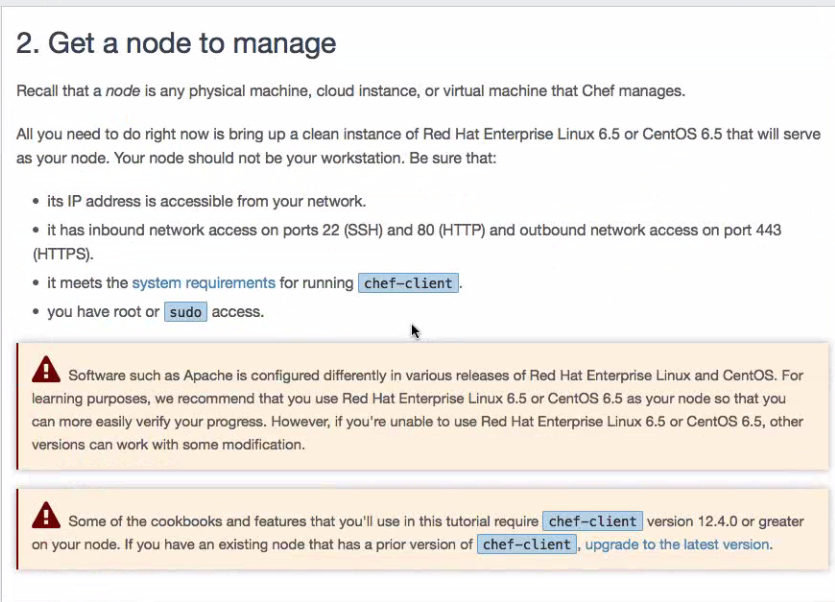 2. Get a node to manage
Recall that a node is any physical machine, cloud instance, or virtual machine that Chef manages.
All you need to do right now is bring up a clean instance of Red Hat Enterprise Linux 6.5 or CentOS 6.5 that will serve
as your node. Your node should not be your workstation. Be sure that:
• its IP address is accessible from your network.
• it has inbound network access on ports 22 (SSH) and 80 (HTTP) and outbound network access on port 443
(HTTPS).
• it meets the system requirements for running chef-client.
• you have root or sudo access.
Software such as Apache is configured differently in various releases of Red Hat Enterprise Linux and CentOS. For
learning purposes, we recommend that you use Red Hat Enterprise Linux 6.5 or CentOS 6.5 as your node so that you
can more easily verify your progress. However, if you're unable to use Red Hat Enterprise Linux 6.5 or CentOS 6.5, other
versions can work with some modification.
Some of the cookbooks and features that you'll use in this tutorial require chef-client version 12.4.0 or greater
on your node. If you have an existing node that has a prior version of chef-client, upgrade to the latest version.